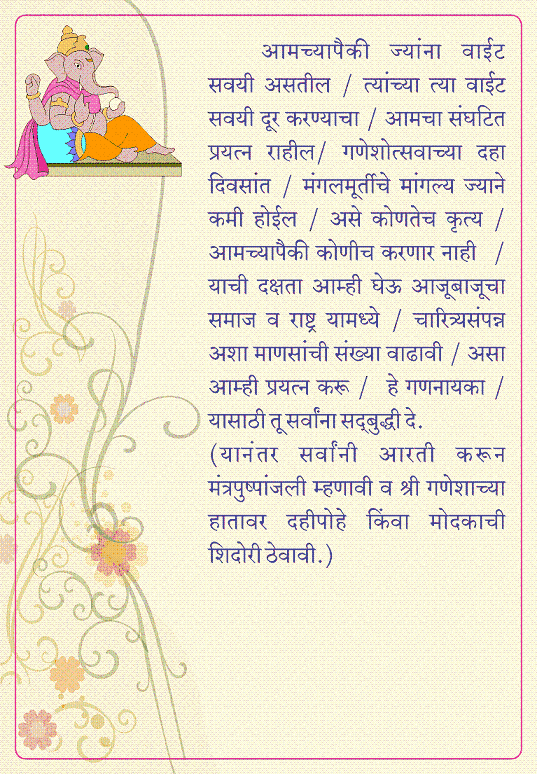 आमच्यापैकी ज्यांना वाईट
सवयी असतील / त्यांच्या त्या वाईट
सवयी दूर करण्याचा / आमचा संघटित
प्रयत्न राहील/ गणेशोत्सवाच्या दहा
दिवसांत / मंगलमूर्तीचे मांगल्य ज्याने
कमी होईल / असे कोणतेच कृत्य /
आमच्यापैकी कोणीच करणार नाही /
याची दक्षता आम्ही घेऊ आजूबाजूचा
समाज व राष्ट्र यामध्ये / चारित्र्यसंपन्न
अशा माणसांची संख्या वाढावी / असा
आम्ही प्रयत्न करू / हे गणनायका /
यासाठी तू सर्वांना सद्‌बुद्धी दे.
(यानंतर सर्वांनी आरती करून
मंत्रपुष्पांजली म्हणावी व श्री गणेशाच्या
हातावर दहीपोहे किंवा मोदकाची
शिदोरी ठेवावी.)